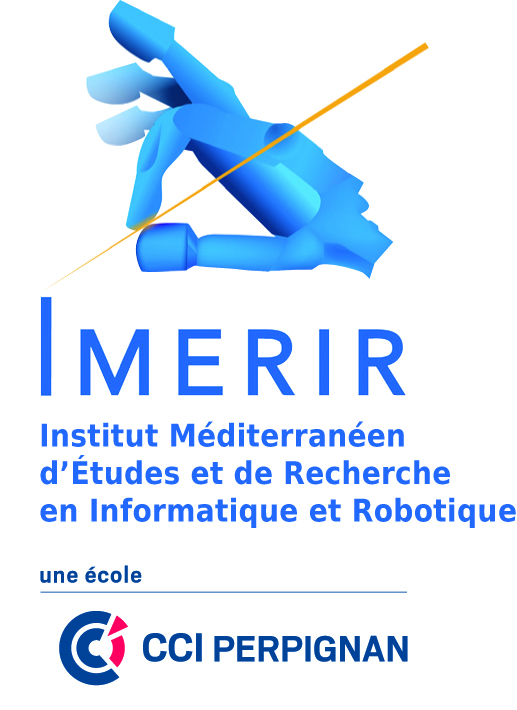 IMERIR
Institut Méditerranéen
d’Études et de Recherche
en Informatique et Robotique
une école
CCI PERPIGNAN